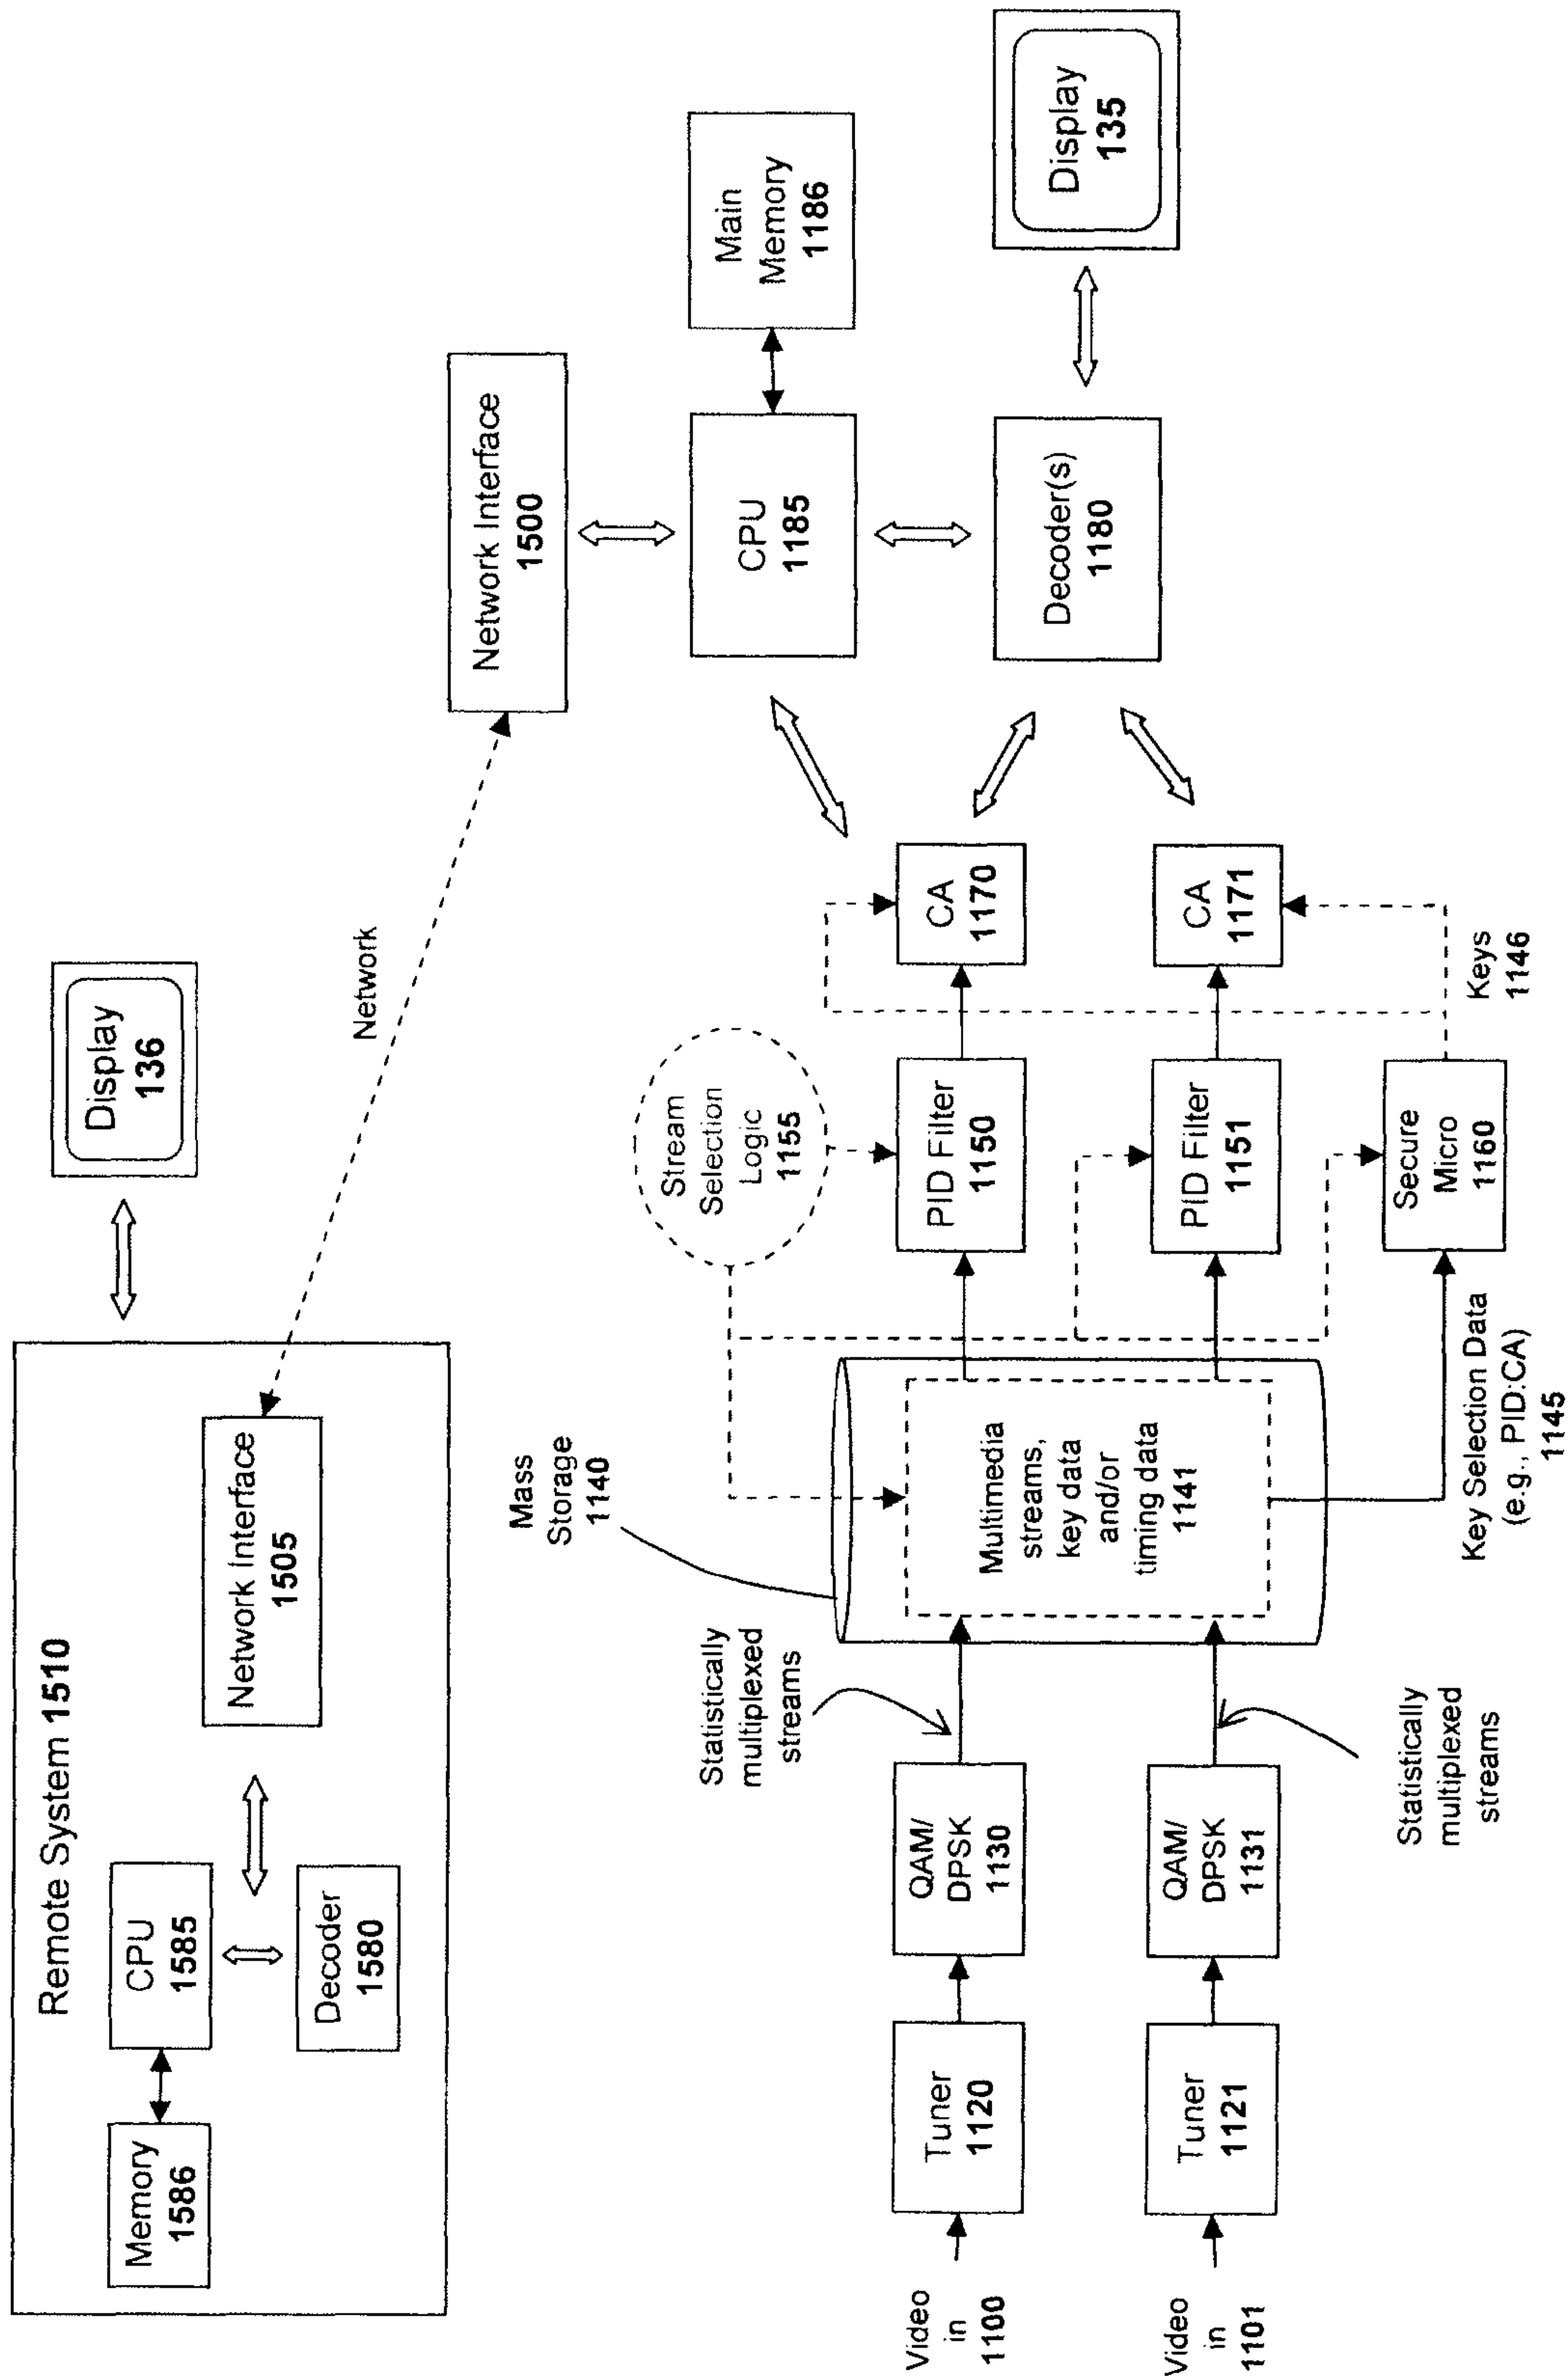 Remote System 1510
Memory
1586
CPU
1585
Decoder
1580
Network Interface
1505
Display
136
Network
Network Interface
1500
CPU
1185
Main
Memory
1186
Decoder(s)
1180
Display
135
Mass
Storage
1140
Stream
Selection
Logic
1155
Statistically
multiplexed
streams
Video
in
1100
Tuner
1120
QAM/
DPSK
1130
Multimedia
streams,
key data
and/or
timing data
1141
PID Filter
1150
CA
1170
Video
in
1101
Tuner
1121
QAM/
DPSK
1131
PID Filter
1151
CA
1171
Statistically
multiplexed
streams
Key Selection Data
(e.g., PID:CA)
1145
Secure
Micro
1160
Keys
1146